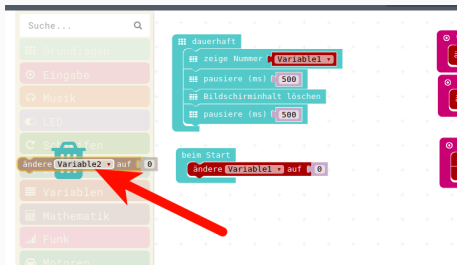 Suche...
Grundlagen
Eingabe
Musik
LED
ändere Variable2 ▾ auf 0
Variablen
Mathematik
Funk
Motoren
dauerhaft
zeige Nummer Variable1 ▾
pausiere (ms) 500
Bildschirminhalt löschen
pausiere (ms) 500
beim Start
ändere Variable1 ▾ auf 0